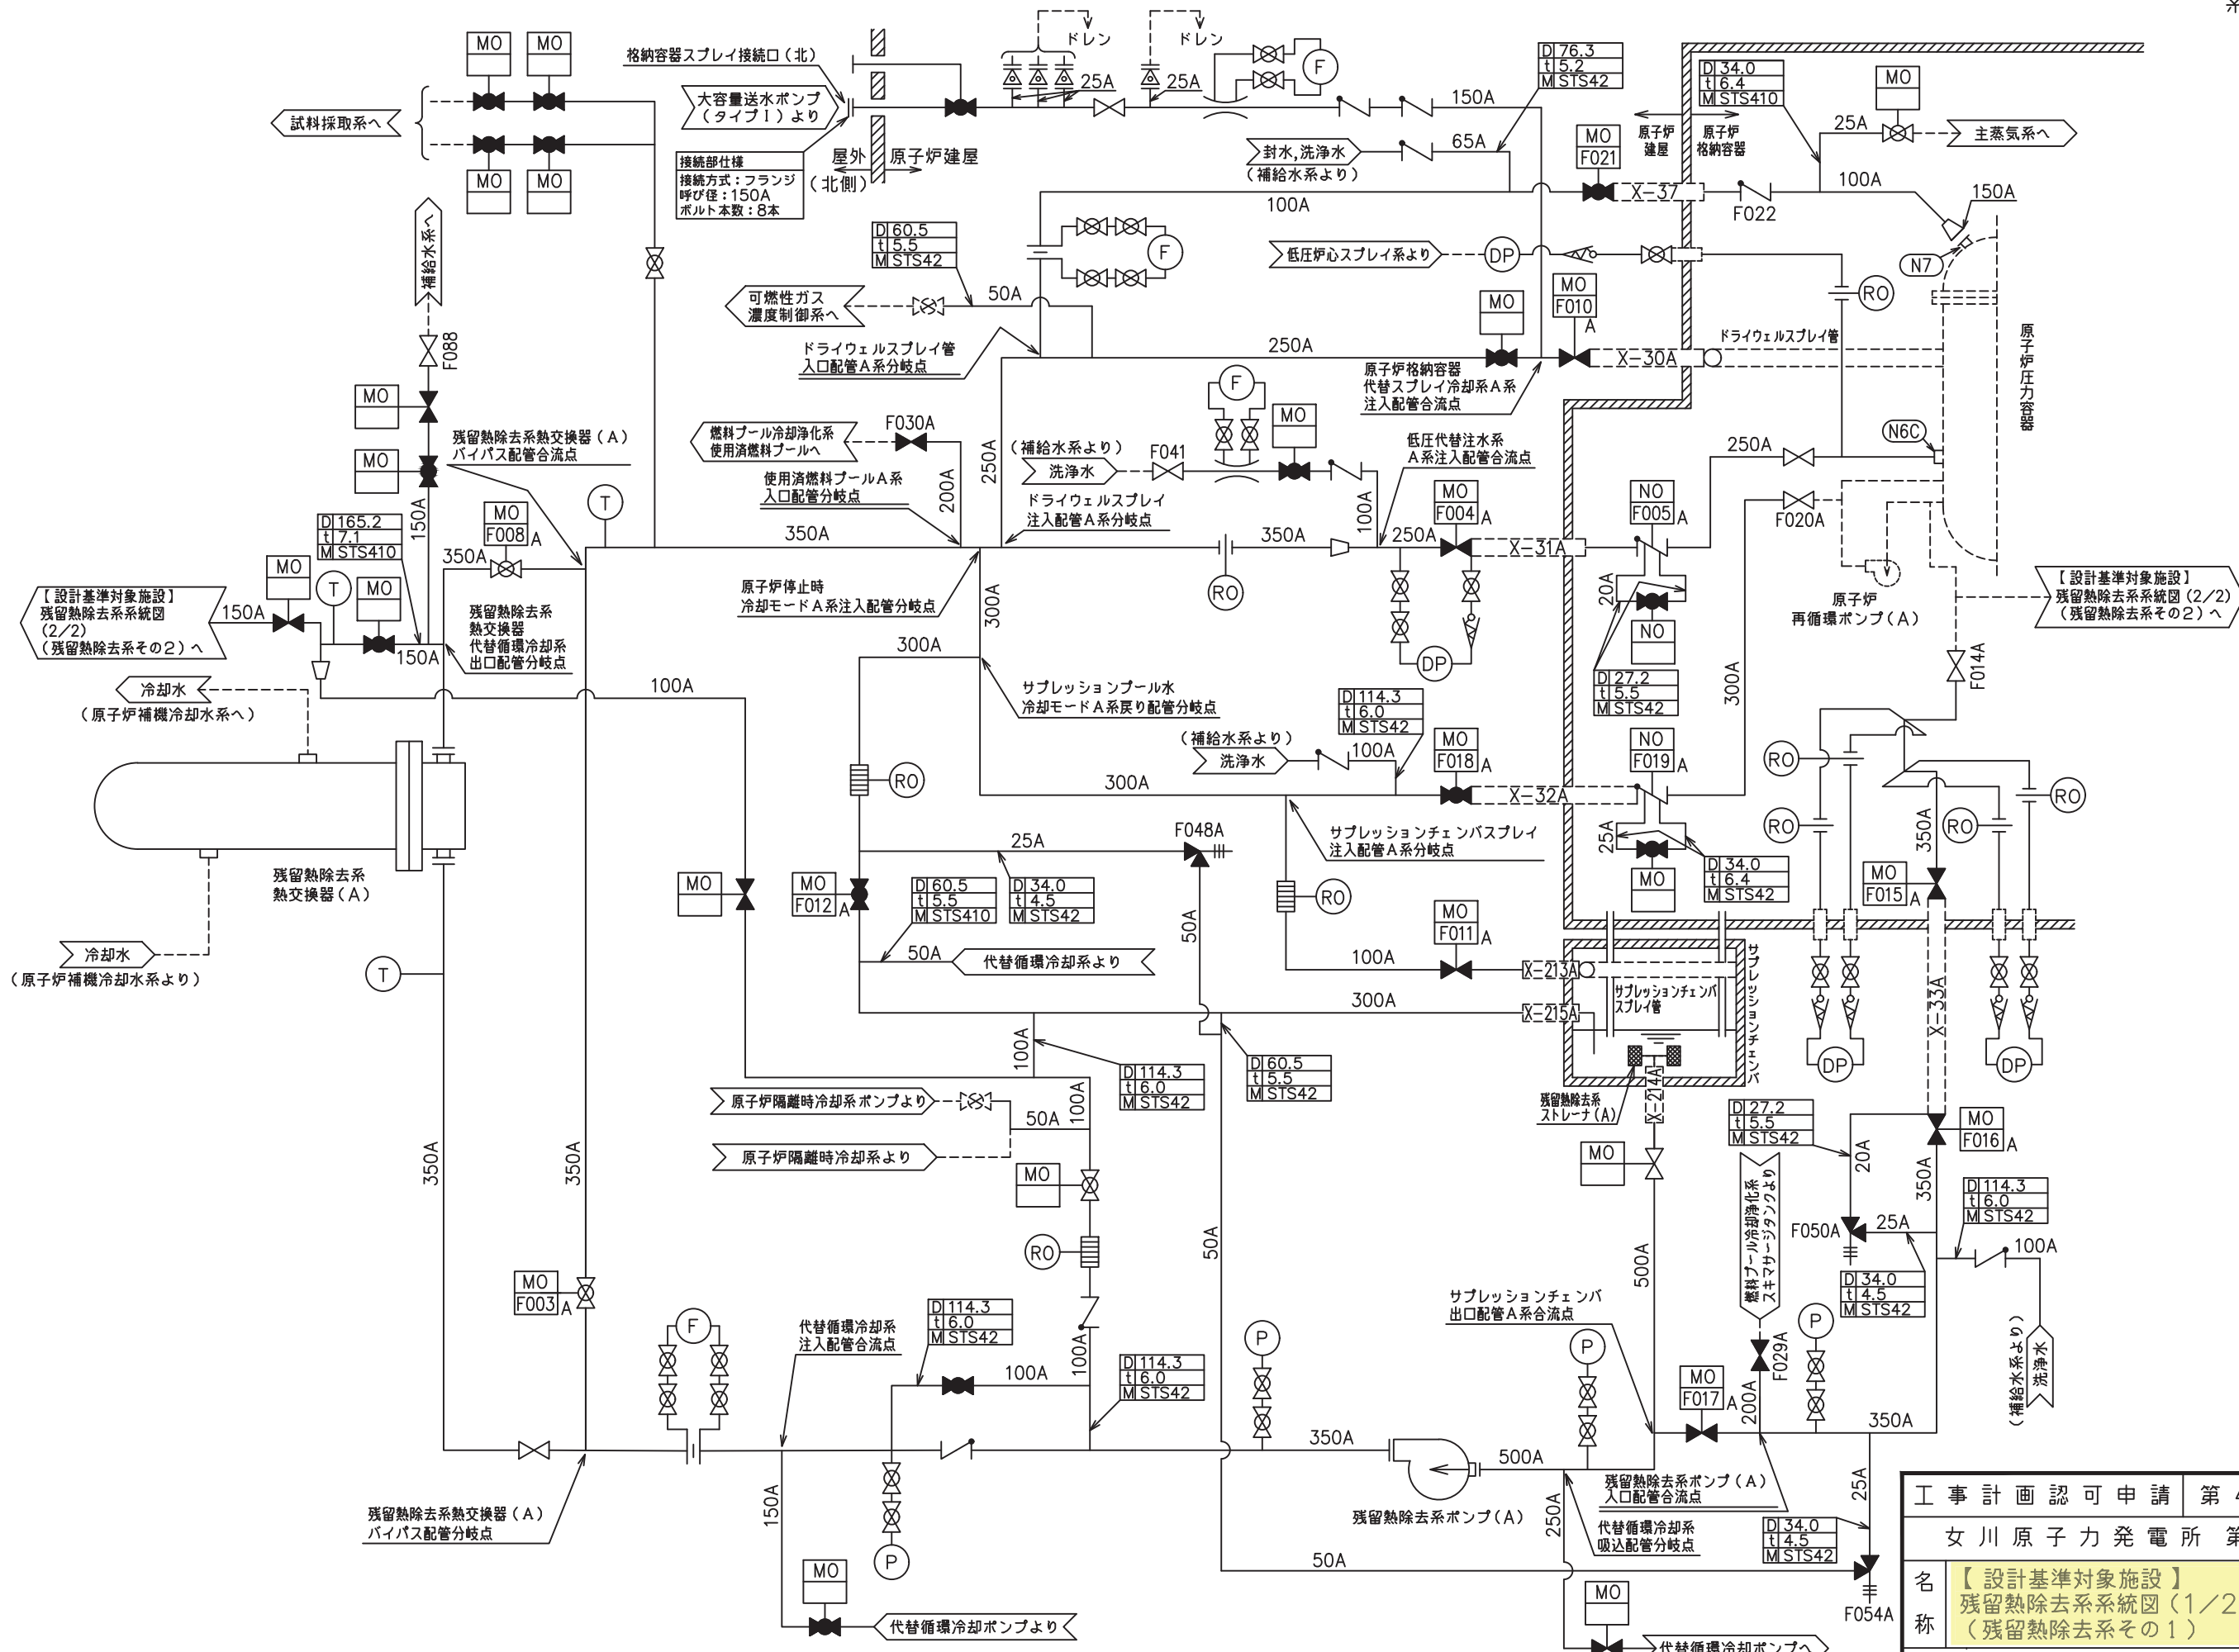 MO
MO
試料採取系へ
MO
MO
格納容器スプレイ接続口(北)
大容量送水ポンプ
(タイプⅠ)より
接続部仕様
接続方式:フランジ
呼び径:150A
ボルト本数:8本
屋外
(北側)
原子炉建屋
ドレン
ドレン
25A
25A
F
D 76.3
t 5.2
M STS42
150A
封水,洗浄水
(補給水系より)
65A
MO
F021
原子炉
建屋
原子炉
格納容器
D 34.0
t 6.4
M STS410
MO
25A
主蒸気系へ
X-37
F022
100A
150A
N7
100A
補給水系へ
F088
D 60.5
t 5.5
M STS42
F
低圧炉心スプレイ系より
DP
RO
可燃性ガス
濃度制御系へ
50A
MO
MO
F010
A
ドライウェルスプレイ管
入口配管A系分岐点
250A
X-30A
ドライウェルスプレイ管
原子炉圧力容器
原子炉格納容器
代替スプレイ冷却系A系
注入配管合流点
MO
MO
残留熱除去系熱交換器(A)
バイパス配管合流点
燃料プール冷却浄化系
使用済燃料プールへ
F030A
使用済燃料プールA系
入口配管分岐点
200A
250A
F
MO
(補給水系より)
洗浄水
F041
ドライウェルスプレイ
注入配管A系分岐点
100A
低圧代替注水系
A系注入配管合流点
250A
N6C
F020A
原子炉
再循環ポンプ(A)
【設計基準対象施設】
残留熱除去系系統図(2/2)
(残留熱除去系その2)へ
F014A
150A
D 165.2
t 7.1
M STS410
350A
MO
F008
A
T
350A
350A
RO
250A
MO
F004
A
X-31A
NO
F005
A
20A
NO
DP
D 27.2
t 5.5
M STS42
300A
【設計基準対象施設】
残留熱除去系系統図
(2/2)
(残留熱除去系その2)へ
150A
MO
T
MO
150A
残留熱除去系
熱交換器
代替循環冷却系
出口配管分岐点
原子炉停止時
冷却モードA系注入配管分岐点
300A
300A
サプレッションプール水
冷却モードA系戻り配管分岐点
100A
冷却水
(原子炉補機冷却水系へ)
残留熱除去系
熱交換器(A)
冷却水
(原子炉補機冷却水系より)
T
RO
D 114.3
t 6.0
M STS42
(補給水系より)
洗浄水
100A
MO
F018
A
300A
X-32A
NO
F019
A
25A
MO
D 34.0
t 6.4
M STS42
RO
RO
RO
RO
350A
MO
F015
A
サプレッションチェンバスプレイ
注入配管A系分岐点
25A
F048A
MO
MO
F012
A
D 60.5
t 5.5
M STS410
D 34.0
t 4.5
M STS42
50A
50A
代替循環冷却系より
RO
MO
F011
A
100A
X-213A
300A
X-215A
サプレッションチェンバ
スプレイ管
サプレッションチェンバ
残留熱除去系
ストレーナ(A)
X-214A
X-33A
DP
DP
100A
D 114.3
t 6.0
M STS42
D 60.5
t 5.5
M STS42
原子炉隔離時冷却系ポンプより
50A
100A
原子炉隔離時冷却系より
MO
RO
350A
350A
50A
MO
500A
D 27.2
t 5.5
M STS42
20A
燃料プール冷却浄化系
スキマサージタンクより
MO
F016
A
350A
D 114.3
t 6.0
M STS42
F050A
25A
100A
D 34.0
t 4.5
M STS42
(補給水系より)
洗浄水
MO
F003
A
F
代替循環冷却系
注入配管合流点
D 114.3
t 6.0
M STS42
100A
100A
D 114.3
t 6.0
M STS42
P
サプレッションチェンバ
出口配管A系合流点
P
MO
F017
A
200A
F029A
P
350A
350A
500A
残留熱除去系ポンプ(A)
残留熱除去系ポンプ(A)
入口配管合流点
代替循環冷却系
吸込配管分岐点
250A
25A
D 34.0
t 4.5
M STS42
F054A
残留熱除去系熱交換器(A)
バイパス配管分岐点
150A
P
50A
MO
代替循環冷却ポンプより
MO
代替循環冷却ポンプへ
工事計画認可申請 第
女川原子力発電所 第
名称
【設計基準対象施設】
残留熱除去系系統図(1/2
(残留熱除去系その1)